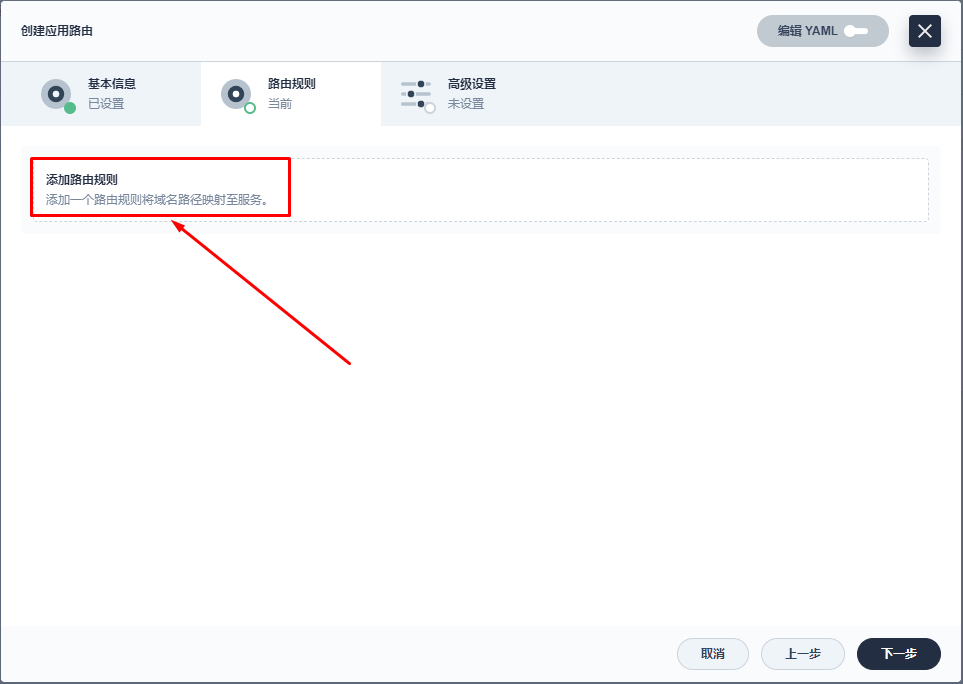 创建应用路由
编辑 YAML
基本信息
已设置
路由规则
当前
高级设置
未设置
添加路由规则
添加一个路由规则将域名路径映射至服务。
取消
上一步
下一步